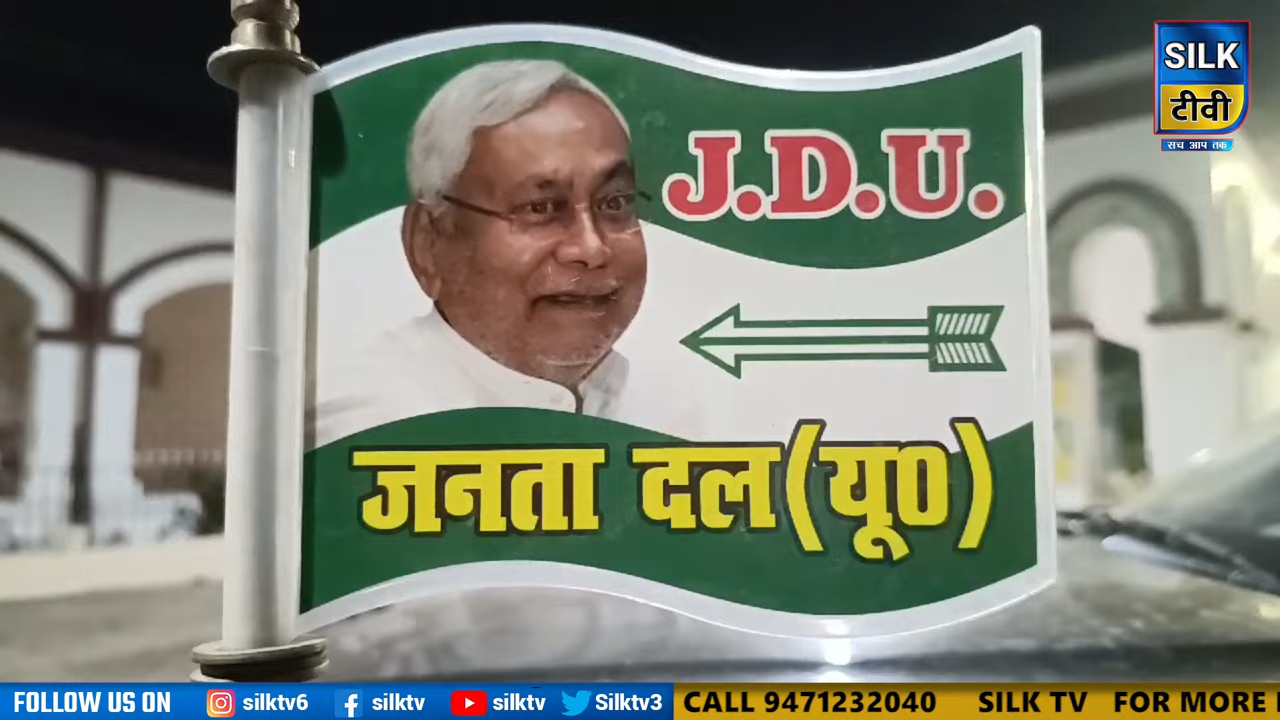 SILK
टीवी
सच आप तक
J.D.U.
जनता दल (यू०)
FOLLOW US ON silktv6 silktv silktv Silktv3 CALL 9471232040 SILK TV FOR MORE